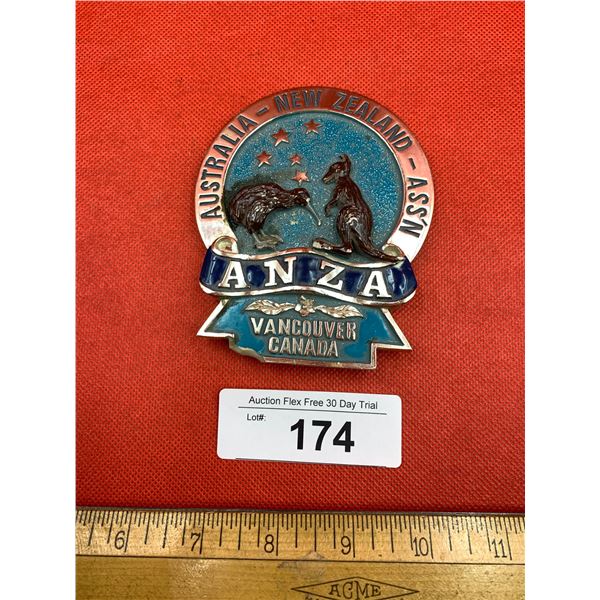 AUSTRALIA - NEW ZEALAND - ASS'N
ANZA
VANCOUVER
CANADA
Auction Flex Free 30 Day Trial
Lot#:
174
6 7 8 9 10 11
ACME